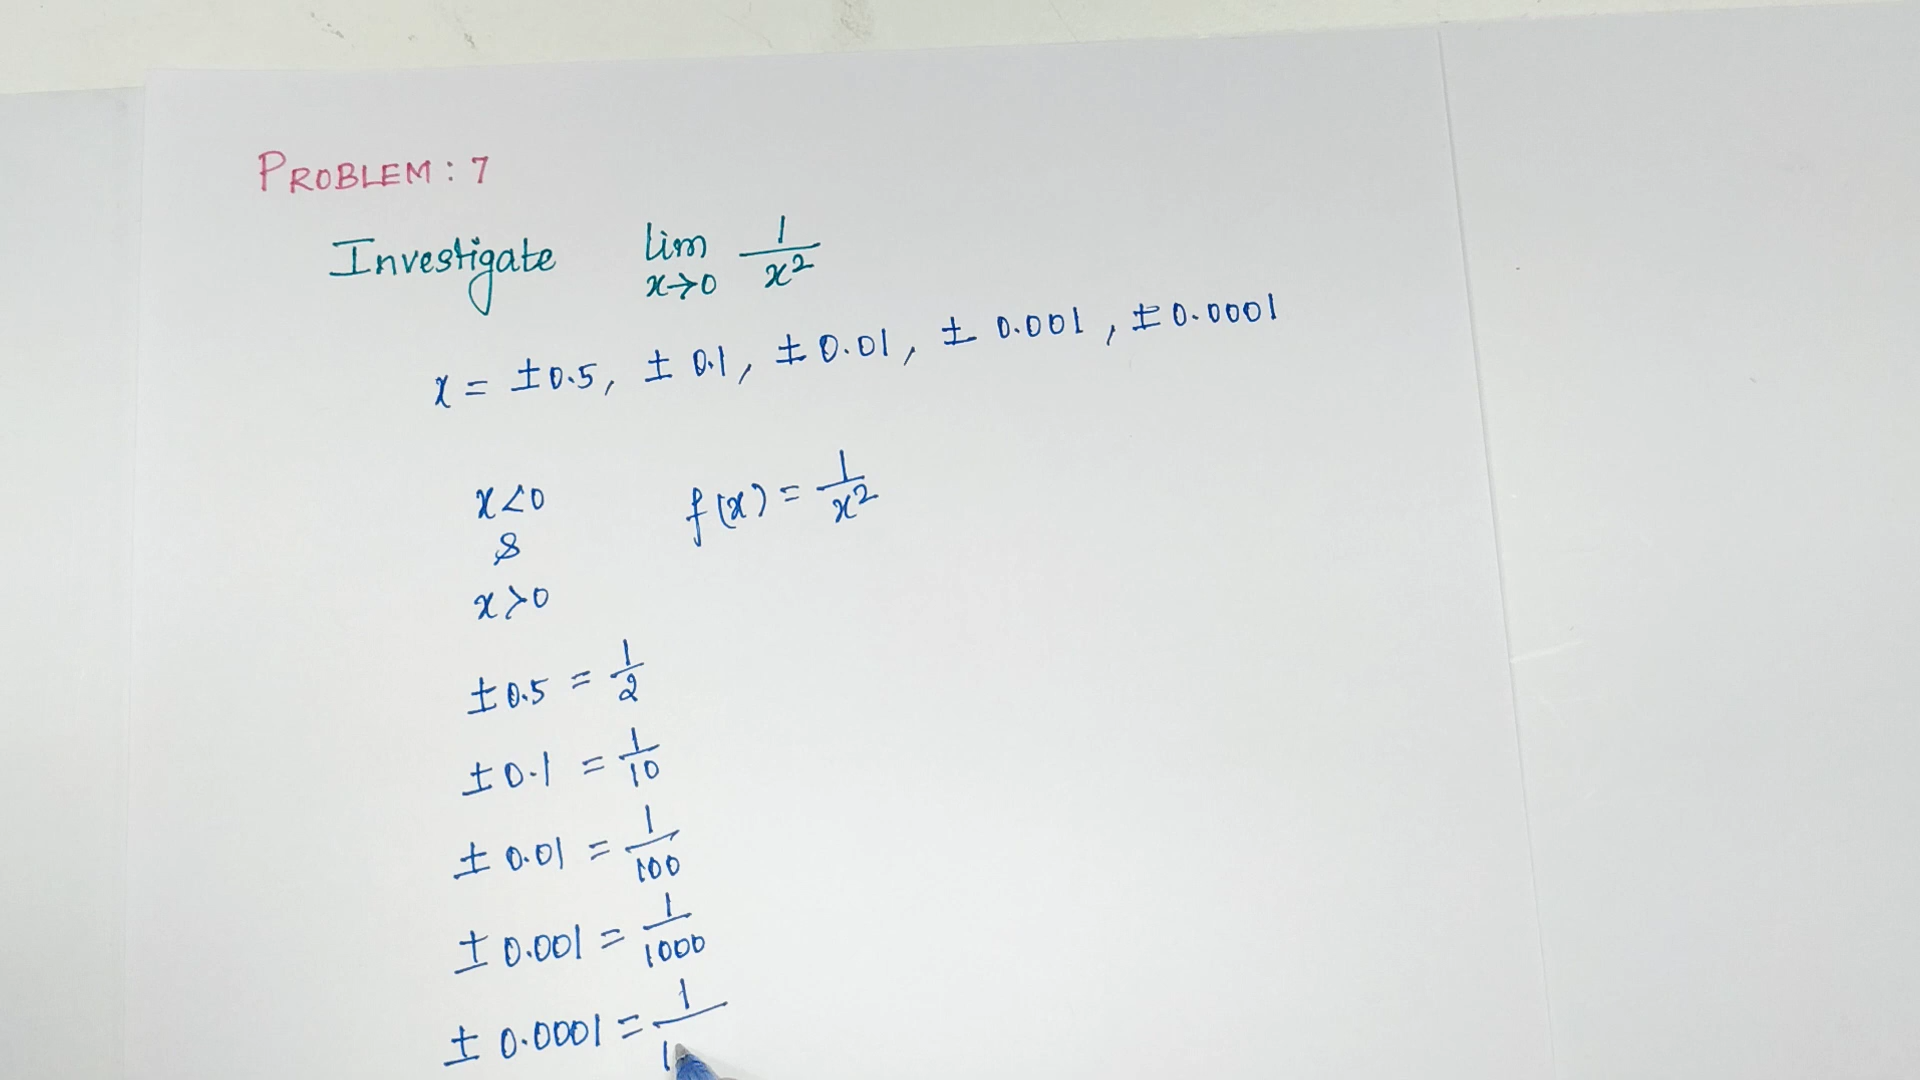 PROBLEM: 7
Investigate lim x→0 1/x²
x = ±0.5, ± 0.1, ± 0.01, ± 0.001, ± 0.0001
x<0 f(x) = 1/x²
&
x>0
±0.5 = 1/2
±0.1 = 1/10
± 0.01 = 1/100
± 0.001 = 1/1000
± 0.0001 = 1/1